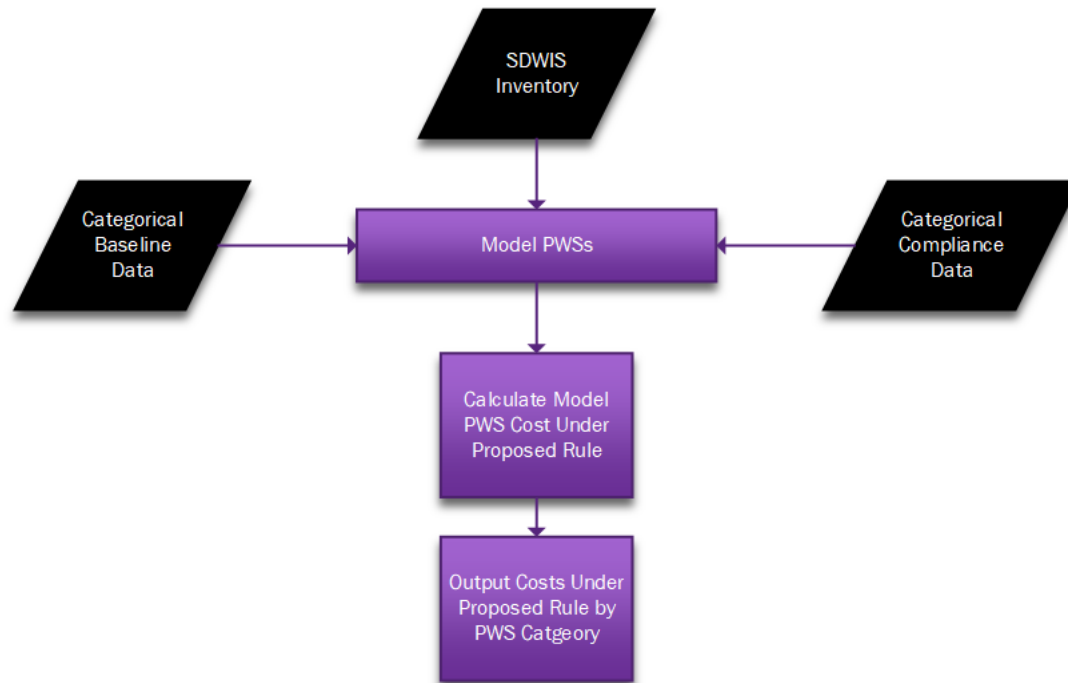 SDWIS
Inventory
Categorical
Baseline
Data
Model PWSs
Categorical
Compliance
Data
Calculate Model
PWS Cost Under
Proposed Rule
Output Costs Under
Proposed Rule by
PWS Catgeory